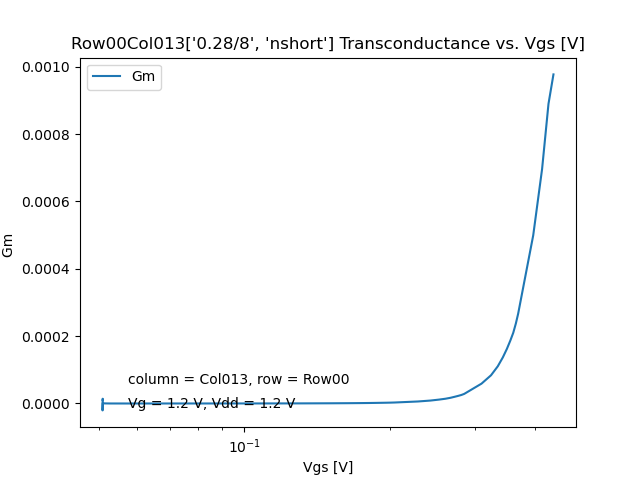 Row00Col013['0.28/8', 'nshort'] Transconductance vs. Vgs [V]
Gm
0.0010
0.0008
0.0006
0.0004
0.0002
0.0000
Gm
column = Col013, row = Row00
Vg = 1.2 V, Vdd = 1.2 V
10⁻¹
Vgs [V]